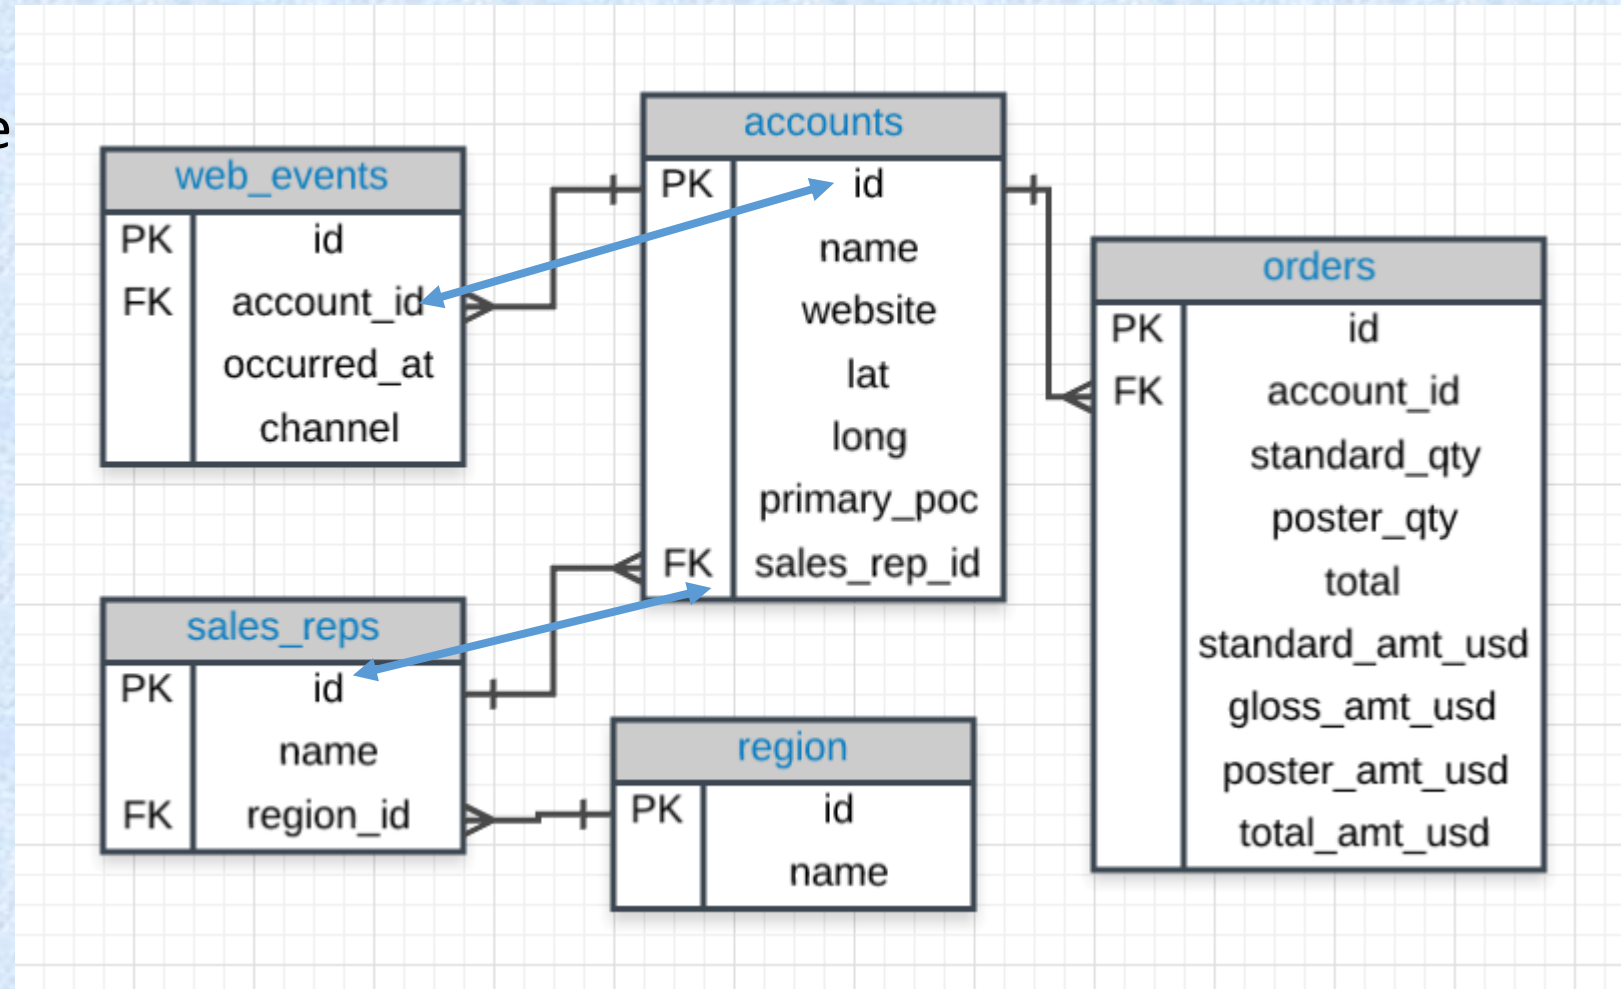 e
web_events
PK id
FK account_id
occurred_at
channel
accounts
PK id
name
website
lat
long
primary_poc
FK sales_rep_id
orders
PK id
FK account_id
standard_qty
poster_qty
total
standard_amt_usd
gloss_amt_usd
poster_amt_usd
total_amt_usd
sales_reps
PK id
name
FK region_id
region
PK id
name